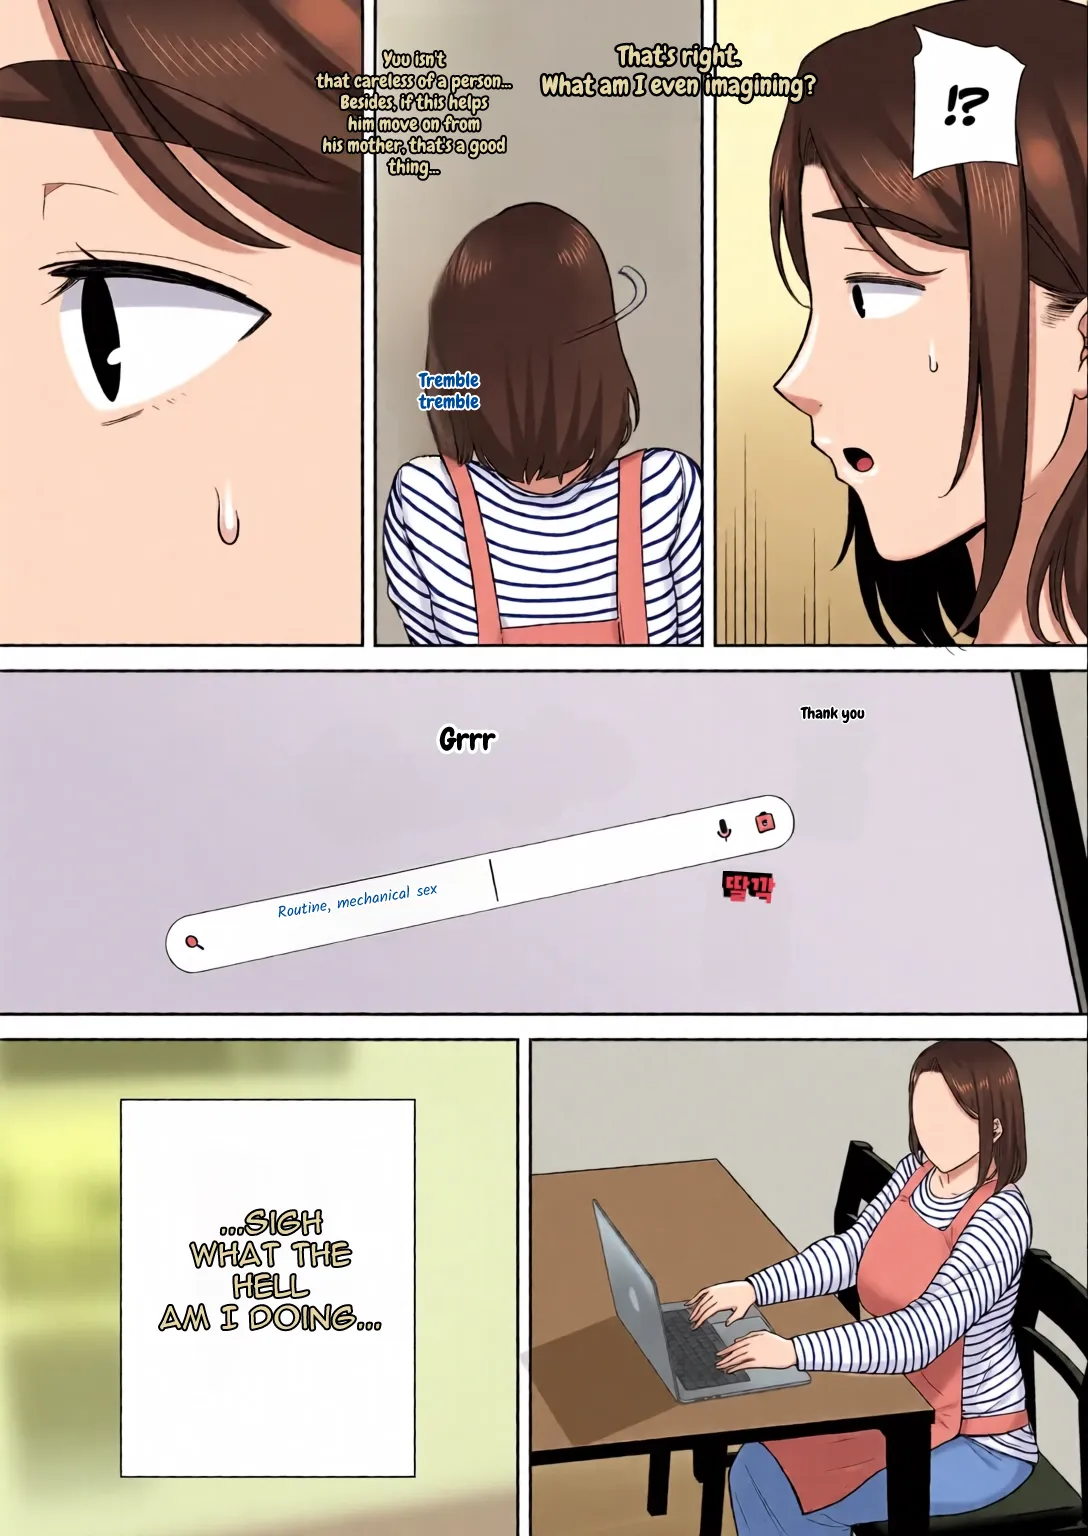 !?
That's right.
What am I even imagining?
Yuu isn't
that careless of a person...
Besides, if this helps
him move on from
his mother, that's a good
thing...
Tremble
tremble
Thank you
Grrr
Routine, mechanical sex
딸깍
...SIGH
WHAT THE
HELL
AM I DOING...